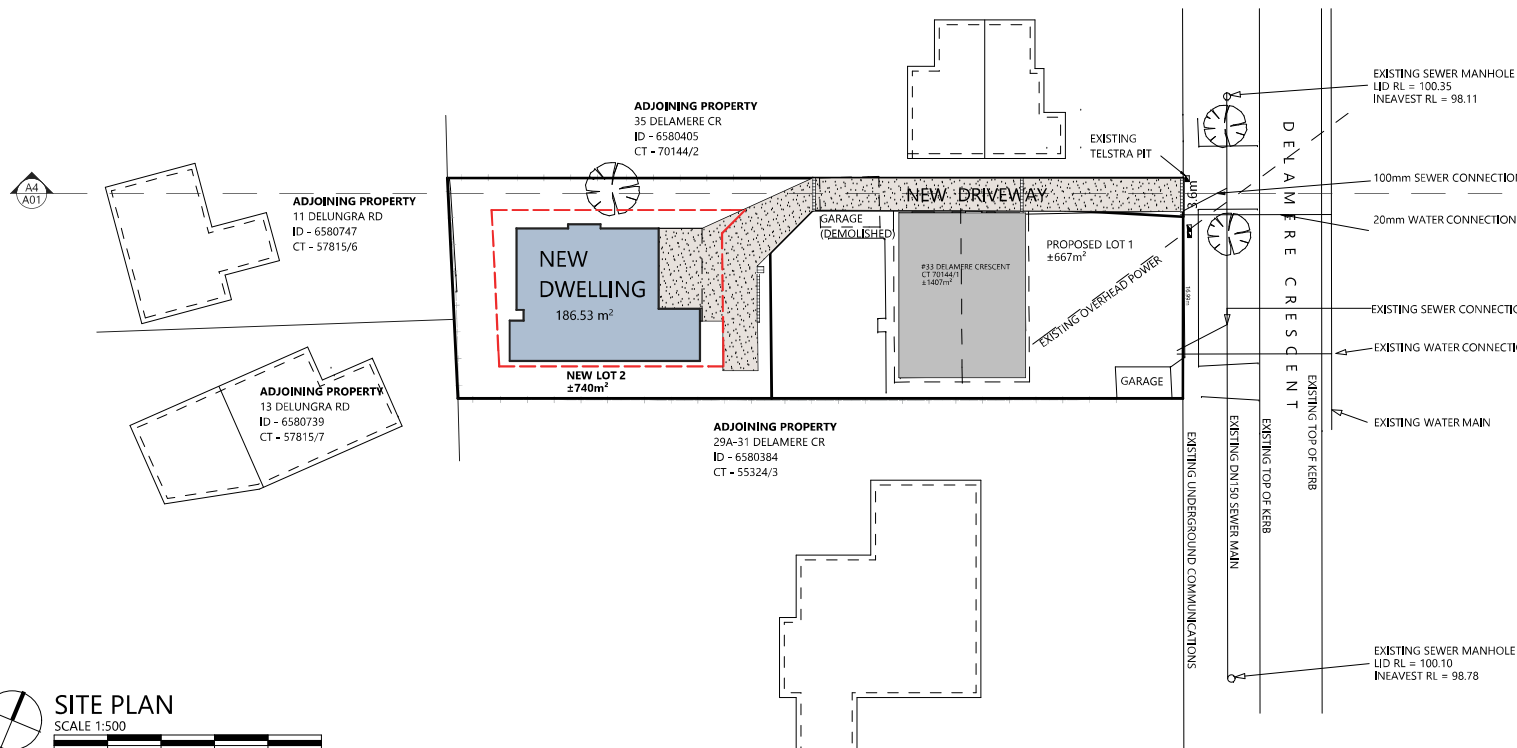 ADJOINING PROPERTY
35 DELAMERE CR
ID - 6580405
CT - 70144/2
EXISTING SEWER MANHOLE
LID RL = 100.35
INEAVEST RL = 98.11
EXISTING
TELSTRA PIT
DELAMERE CRESCENT
A4
A01
100mm SEWER CONNECTION
ADJOINING PROPERTY
11 DELUNGRA RD
ID - 6580747
CT - 57815/6
NEW DRIVEWAY
20mm WATER CONNECTION
GARAGE
(DEMOLISHED)
PROPOSED LOT 1
±667m²
#33 DELAMERE CRESCENT
CT 70144/1
±1407m²
NEW
DWELLING
186.53 m²
EXISTING OVERHEAD POWER
EXISTING SEWER CONNECTIO
EXISTING WATER CONNECTI
NEW LOT 2
±740m²
GARAGE
ADJOINING PROPERTY
13 DELUNGRA RD
ID - 6580739
CT - 57815/7
ADJOINING PROPERTY
29A-31 DELAMERE CR
ID - 6580384
CT - 55324/3
EXISTING WATER MAIN
EXISTING UNDERGROUND COMMUNICATIONS
EXISTING DN150 SEWER MAIN
EXISTING TOP OF KERB
EXISTING TOP OF KERB
EXISTING SEWER MANHOLE
LID RL = 100.10
INEAVEST RL = 98.78
SITE PLAN
SCALE 1:500